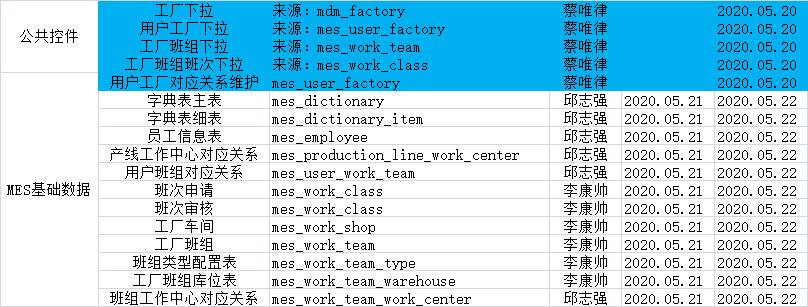 公共控件
工厂下拉 来源：mdm_factory 蔡唯律 2020.05.20
用户工厂下拉 来源：mes_user_factory 蔡唯律 2020.05.20
工厂班组下拉 来源：mes_work_team 蔡唯律 2020.05.20
工厂班组班次下拉 来源：mes_work_class 蔡唯律 2020.05.20
MES基础数据
用户工厂对应关系维护 mes_user_factory 蔡唯律 2020.05.20
字典表主表 mes_dictionary 邱志强 2020.05.21 2020.05.22
字典表细表 mes_dictionary_item 邱志强 2020.05.21 2020.05.22
员工信息表 mes_employee 邱志强 2020.05.21 2020.05.22
产线工作中心对应关系 mes_production_line_work_center 邱志强 2020.05.21 2020.05.22
用户班组对应关系 mes_user_work_team 邱志强 2020.05.21 2020.05.22
班次申请 mes_work_class 李康帅 2020.05.21 2020.05.22
班次审核 mes_work_class 李康帅 2020.05.21 2020.05.22
工厂车间 mes_work_shop 李康帅 2020.05.21 2020.05.22
工厂班组 mes_work_team 李康帅 2020.05.21 2020.05.22
班组类型配置表 mes_work_team_type 李康帅 2020.05.21 2020.05.22
工厂班组库位表 mes_work_team_warehouse 李康帅 2020.05.21 2020.05.22
班组工作中心对应关系 mes_work_team_work_center 邱志强 2020.05.21 2020.05.22